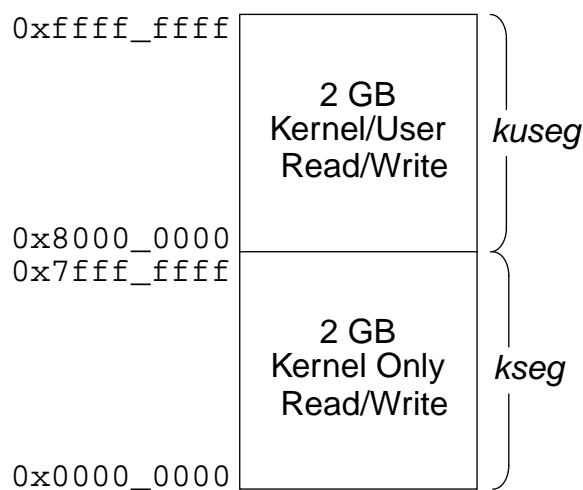 0xffff_ffff
2 GB
Kernel/User
Read/Write
kuseg
0x8000_0000
0x7fff_ffff
2 GB
Kernel Only
Read/Write
kseg
0x0000_0000